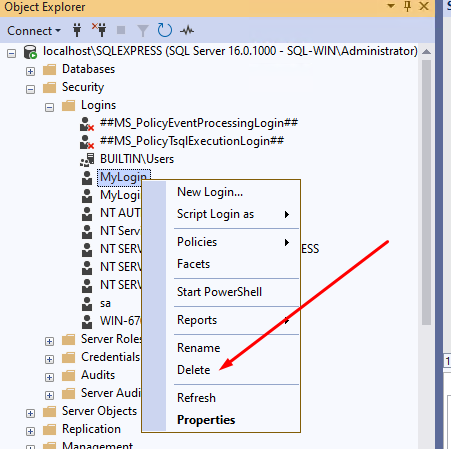 Object Explorer
Connect
localhost\SQLEXPRESS (SQL Server 16.0.1000 - SQL-WIN\Administrator)
Databases
Security
Logins
##MS_PolicyEventProcessingLogin##
##MS_PolicyTsqlExecutionLogin##
BUILTIN\Users
MyLogin
MyLogin
NT AUT
NT Servi
NT SERV ESS
NT SERV
NT SERV
sa
WIN-67
Server Roles
Credentials
Audits
Server Audi
Server Objects
Replication
Management
New Login...
Script Login as
Policies
Facets
Start PowerShell
Reports
Rename
Delete
Refresh
Properties